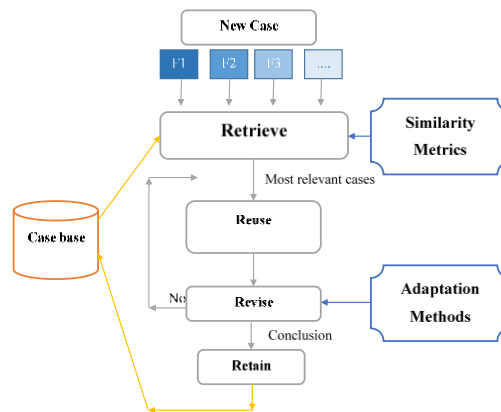 New Case
F1
F2
F3
....
Retrieve
Similarity
Metrics
Most relevant cases
Reuse
Case base
No
Revise
Adaptation
Methods
Conclusion
Retain